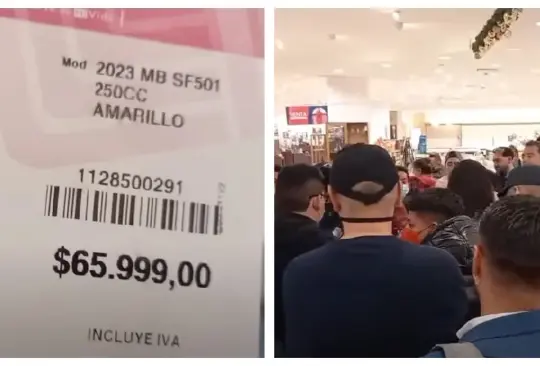 Mod 2023 MB SF501
250CC
AMARILLO
1128500291
$65.999,00
INCLUYE IVA